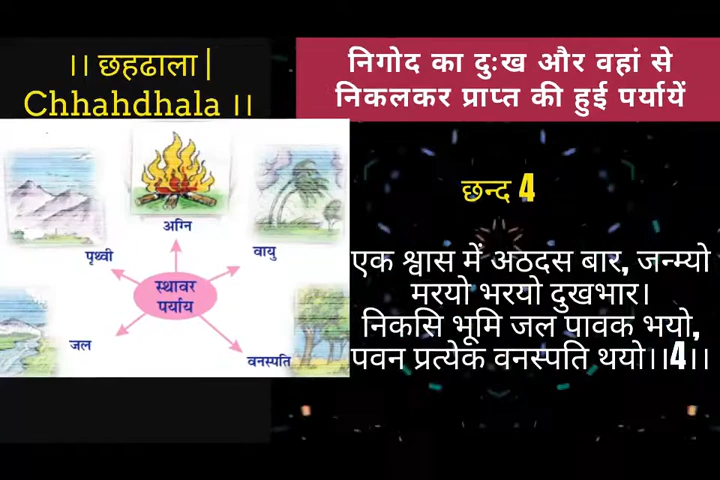 ।। छहढाला|
Chhahdhala ।।
निगोद का दुःख और वहां से
निकलकर प्राप्त की हुई पर्यायें
अग्नि
पृथ्वी
वायु
स्थावर
पर्याय
जल
वनस्पति
छन्द 4
एक श्वास में अठदस बार, जन्म्यो
मरयो भरयो दुखभार।
निकसि भूमि जल पावक भयो,
पवन प्रत्येक वनस्पति थयो।।4।।